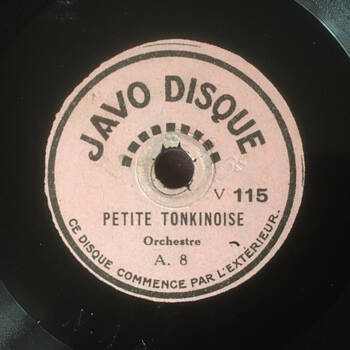 JAVO DISQUE
V 115
PETITE TONKINOISE
Orchestre
A. 8
CE DISQUE COMMENCE PAR L'EXTÉRIEUR.